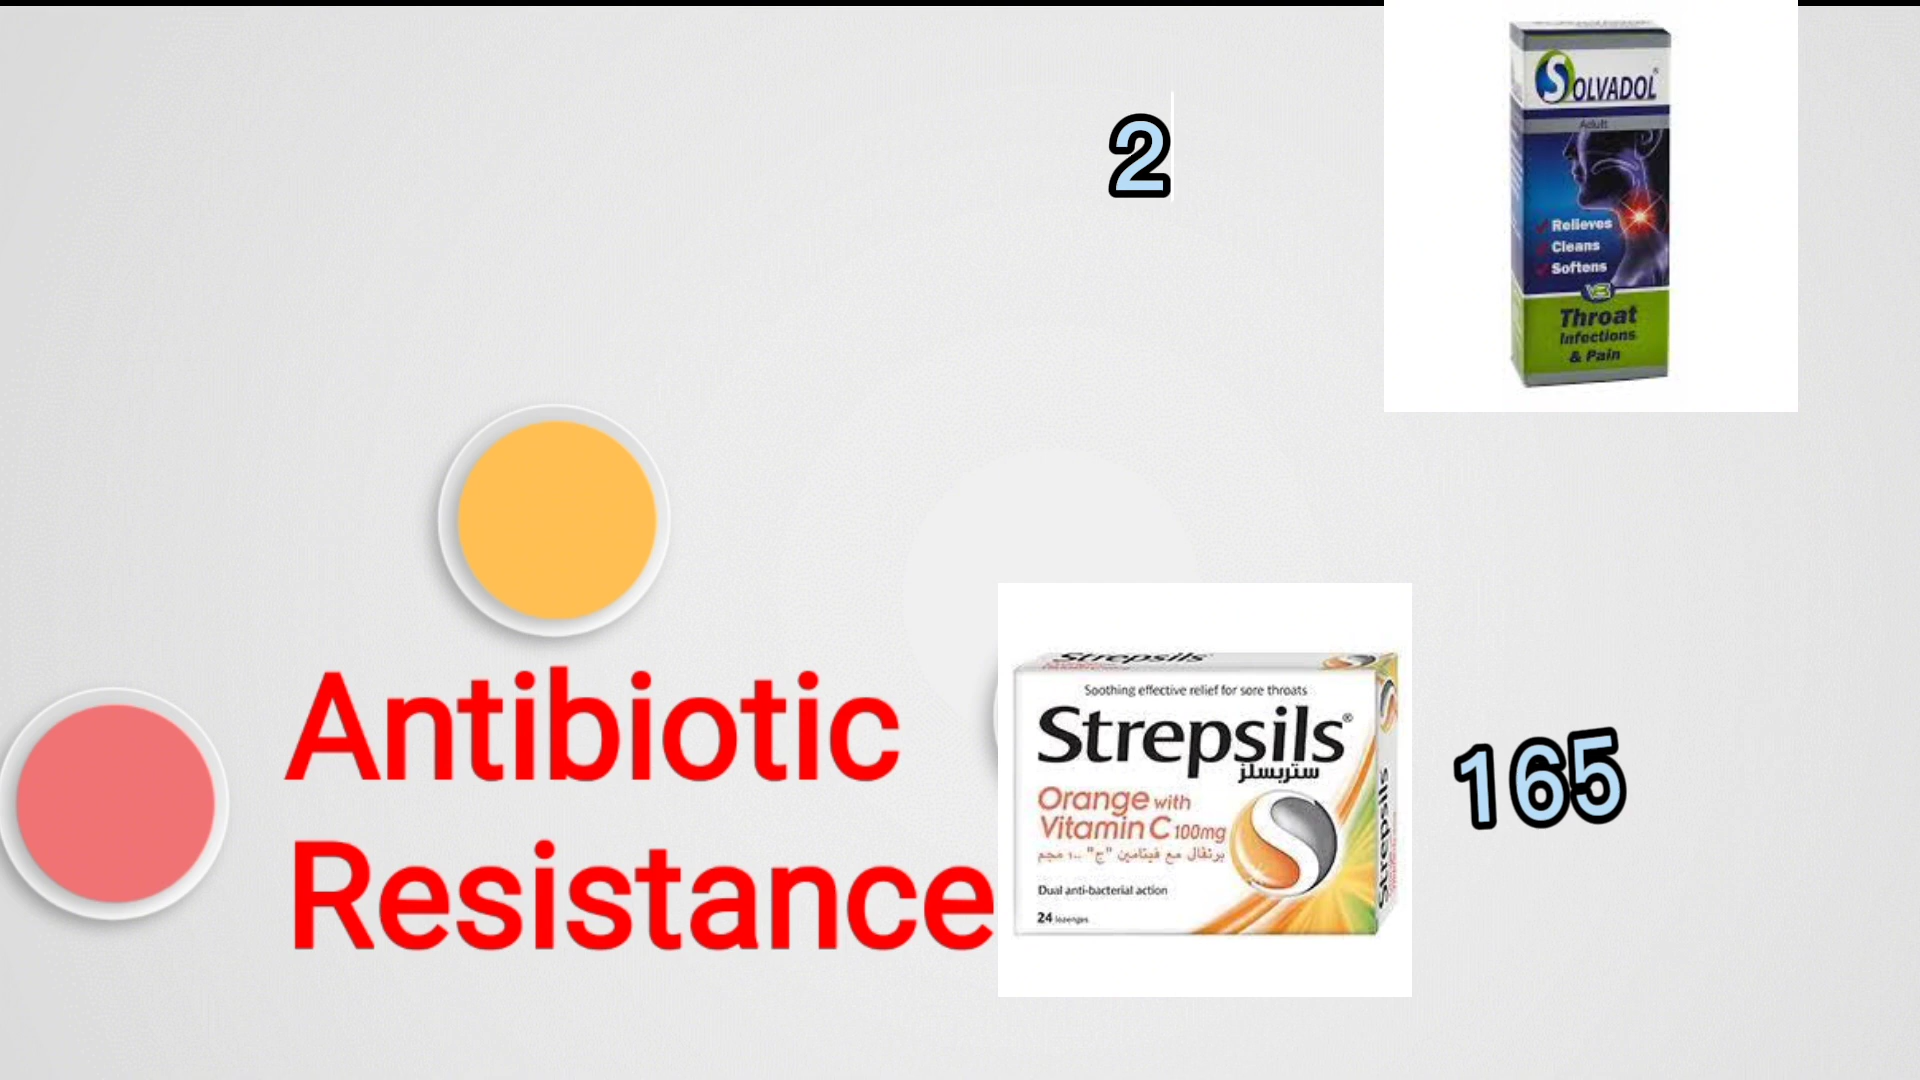 2
SOLVADOL
Adult
Relieves
Cleans
Softens
Throat
Infections
& Pain
Antibiotic
Resistance
Strepsils
Soothing effective relief for sore throats
Strepsils®
ستربسلز
Orange with
Vitamin C 100mg
برتقال مع فيتامين "ج" ١٠٠ مجم
Dual anti-bacterial action
24 lozenges
Strepsils
165